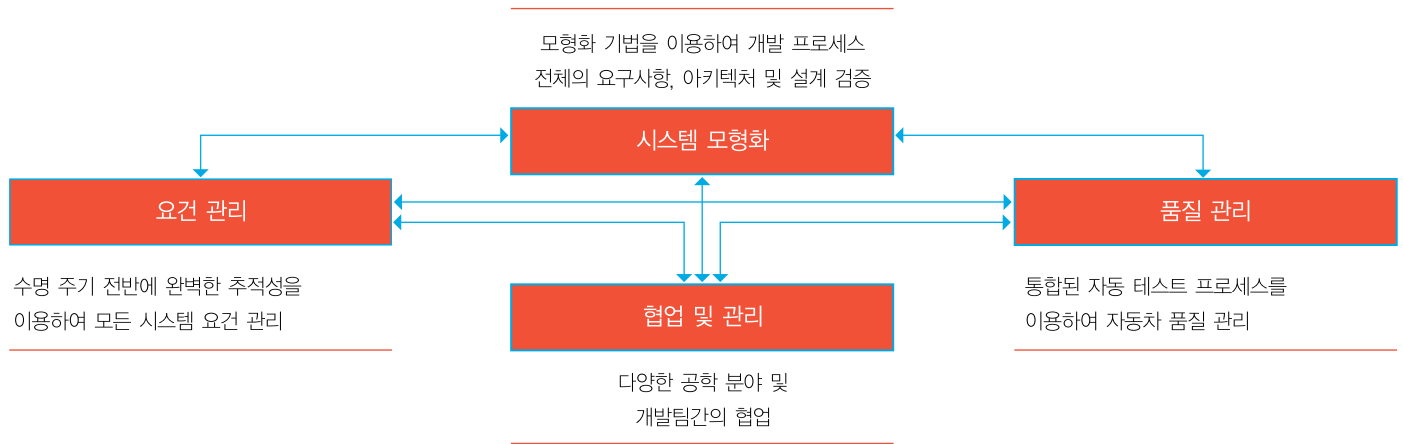 모형화 기법을 이용하여 개발 프로세스
전체의 요구사항, 아키텍처 및 설계 검증
시스템 모형화
요건 관리
품질 관리
수명 주기 전반에 완벽한 추적성을
이용하여 모든 시스템 요건 관리
통합된 자동 테스트 프로세스를
이용하여 자동차 품질 관리
협업 및 관리
다양한 공학 분야 및
개발팀간의 협업